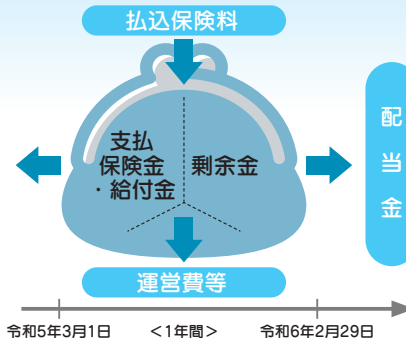 払込保険料
支払
保険金
・給付金
剰余金
配当金
運営費等
令和5年3月1日
＜1年間＞
令和6年2月29日